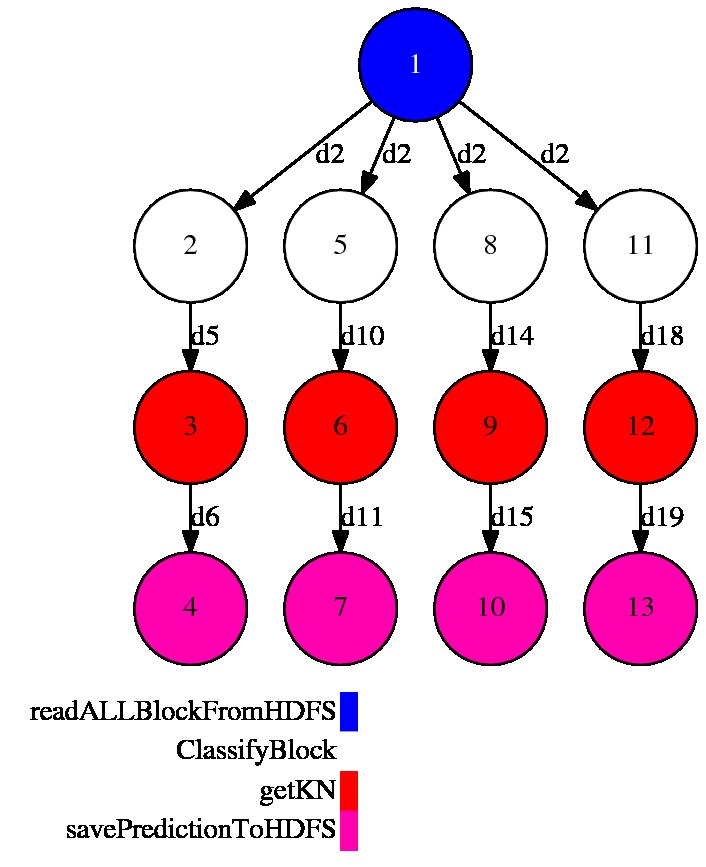 1
d2 d2 d2 d2
2 5 8 11
d5 d10 d14 d18
3 6 9 12
d6 d11 d15 d19
4 7 10 13
readALLBlockFromHDFS
ClassifyBlock
getKN
savePredictionToHDFS